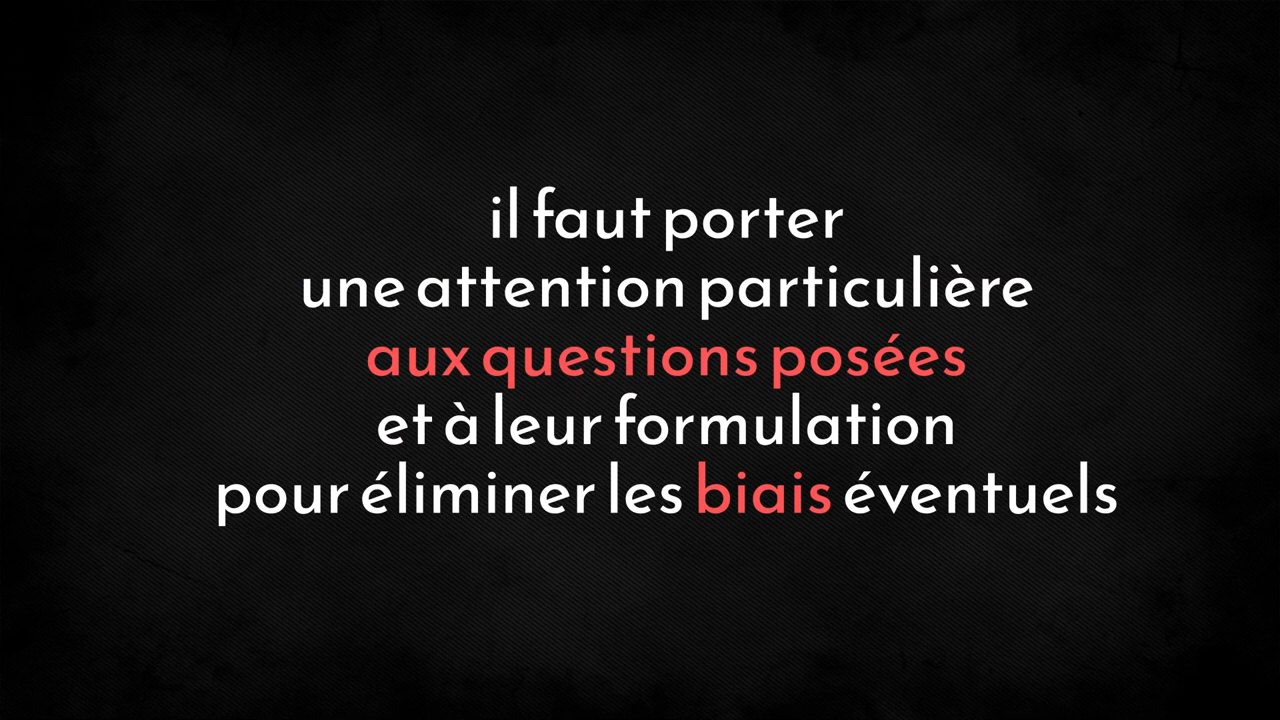 il faut porter
une attention particulière
aux questions posées
et à leur formulation
pour éliminer les biais éventuels